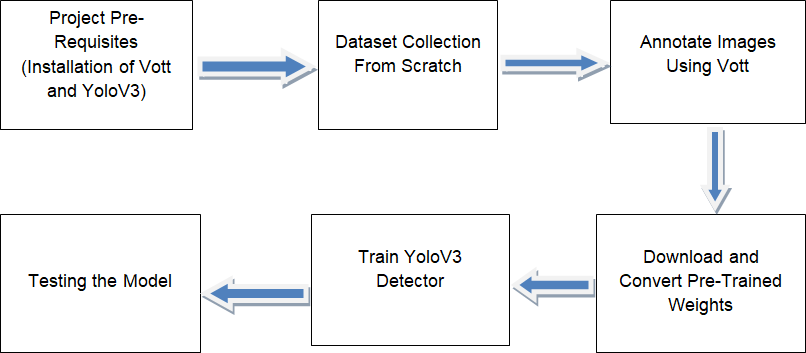 Project Pre-
Requisites
(Installation of Vott
and YoloV3)
Dataset Collection
From Scratch
Annotate Images
Using Vott
Download and
Convert Pre-Trained
Weights
Train YoloV3
Detector
Testing the Model